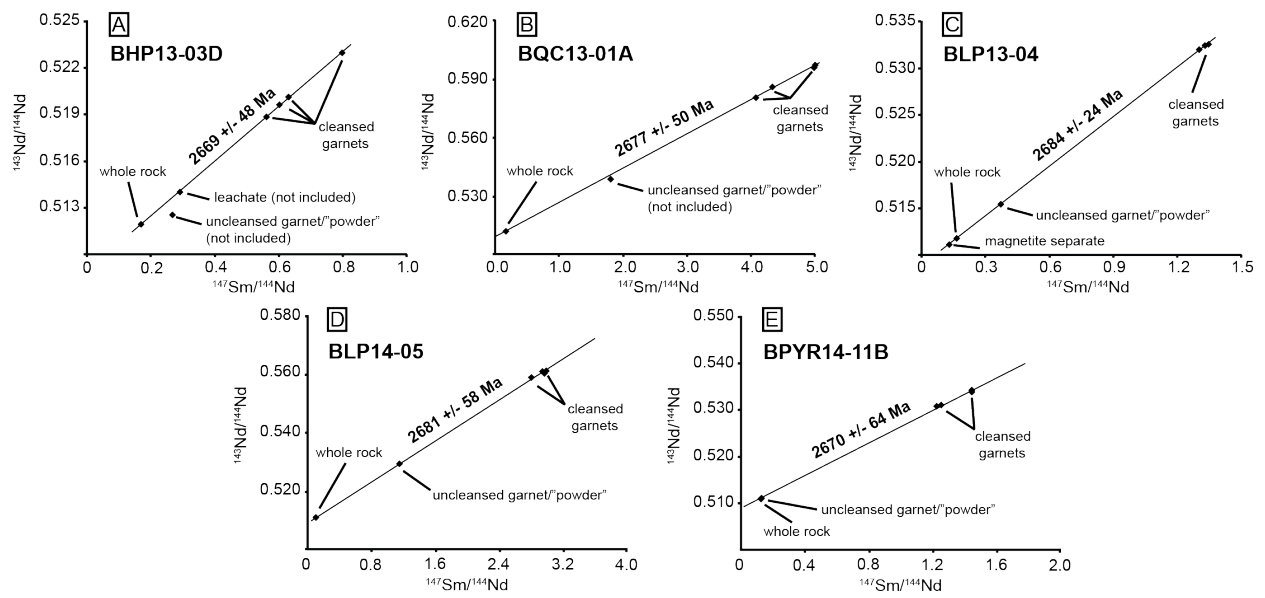 A
BHP13-03D
0.525
0.522
0.519
0.516
0.513
¹⁴³Nd/¹⁴⁴Nd
2669 +/- 48 Ma
cleansed
garnets
whole rock
leachate (not included)
uncleansed garnet/"powder"
(not included)
0
0.2
0.4
0.6
0.8
1.0
¹⁴⁷Sm/¹⁴⁴Nd
B
BQC13-01A
0.620
0.590
0.560
0.530
¹⁴³Nd/¹⁴⁴Nd
2677 +/- 50 Ma
cleansed
garnets
whole rock
uncleansed garnet/"powder"
(not included)
0.0
1.0
2.0
3.0
4.0
5.0
¹⁴⁷Sm/¹⁴⁴Nd
C
BLP13-04
0.535
0.530
0.525
0.520
0.515
¹⁴³Nd/¹⁴⁴Nd
2684 +/- 24 Ma
cleansed
garnets
whole rock
uncleansed garnet/"powder"
magnetite separate
0
0.3
0.6
0.9
1.2
1.5
¹⁴⁷Sm/¹⁴⁴Nd
D
BLP14-05
0.580
0.560
0.540
0.520
¹⁴³Nd/¹⁴⁴Nd
2681 +/- 58 Ma
cleansed
garnets
whole rock
uncleansed garnet/"powder"
0
0.8
1.6
2.4
3.2
4.0
¹⁴⁷Sm/¹⁴⁴Nd
E
BPYR14-11B
0.550
0.540
0.530
0.520
0.510
¹⁴³Nd/¹⁴⁴Nd
2670 +/- 64 Ma
cleansed
garnets
uncleansed garnet/"powder"
whole rock
0
0.4
0.8
1.2
1.6
2.0
¹⁴⁷Sm/¹⁴⁴Nd